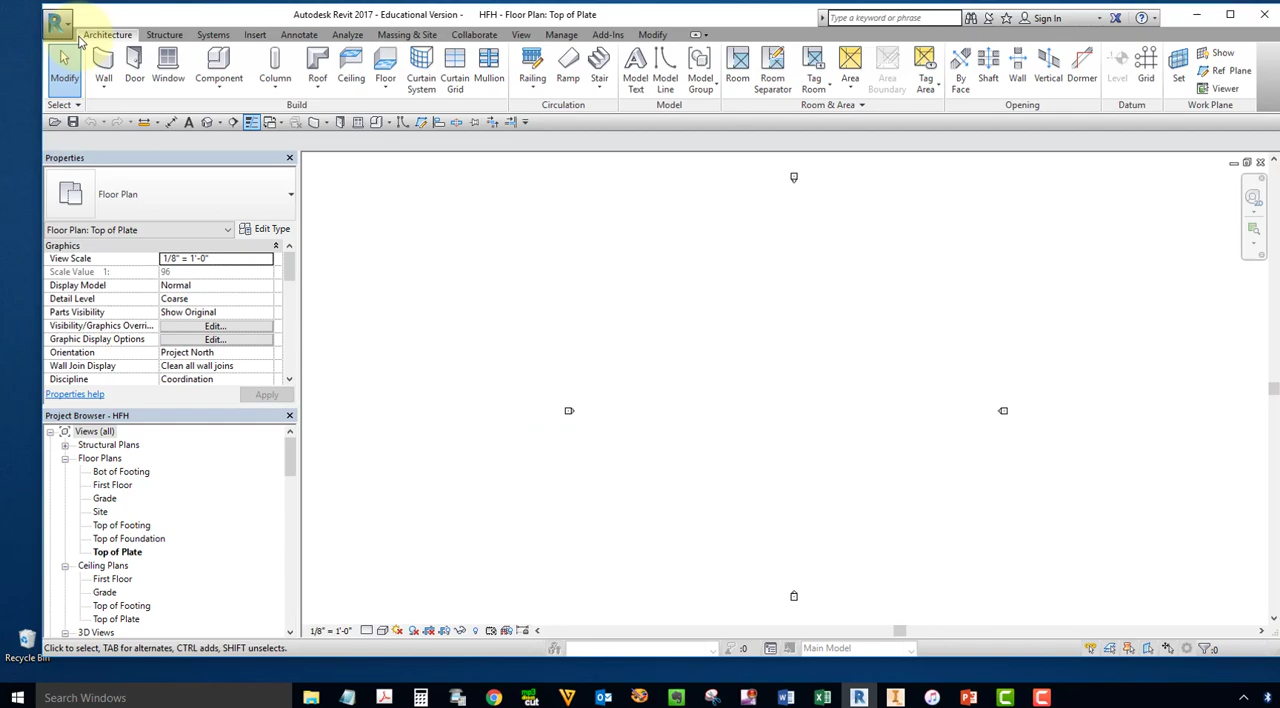 Autodesk Revit 2017 - Educational Version - HFH - Floor Plan: Top of Plate
Type a keyword or phrase
Sign In
Architecture Structure Systems Insert Annotate Analyze Massing & Site Collaborate View Manage Add-Ins Modify
Modify Wall Door Window Component Column Roof Ceiling Floor Curtain System Curtain Grid Mullion Railing Ramp Stair Model Text Model Line Model Group Room Room Separator Tag Room Area Area Boundary Tag Area By Face Shaft Wall Vertical Dormer Level Grid Set Show
Ref Plane
Viewer
Select Build Circulation Model Room & Area Opening Datum Work Plane
Properties
Floor Plan
Floor Plan: Top of Plate Edit Type
Graphics
View Scale 1/8" = 1'-0"
Scale Value 1: 96
Display Model Normal
Detail Level Coarse
Parts Visibility Show Original
Visibility/Graphics Overri... Edit...
Graphic Display Options Edit...
Orientation Project North
Wall Join Display Clean all wall joins
Discipline Coordination
Properties help Apply
Project Browser - HFH
Views (all)
Structural Plans
Floor Plans
Bot of Footing
First Floor
Grade
Site
Top of Footing
Top of Foundation
Top of Plate
Ceiling Plans
First Floor
Grade
Top of Footing
Top of Plate
3D Views
1/8" = 1'-0"
Click to select, TAB for alternates, CTRL adds, SHIFT unselects. :0 Main Model :0
Recycle Bin
Search Windows